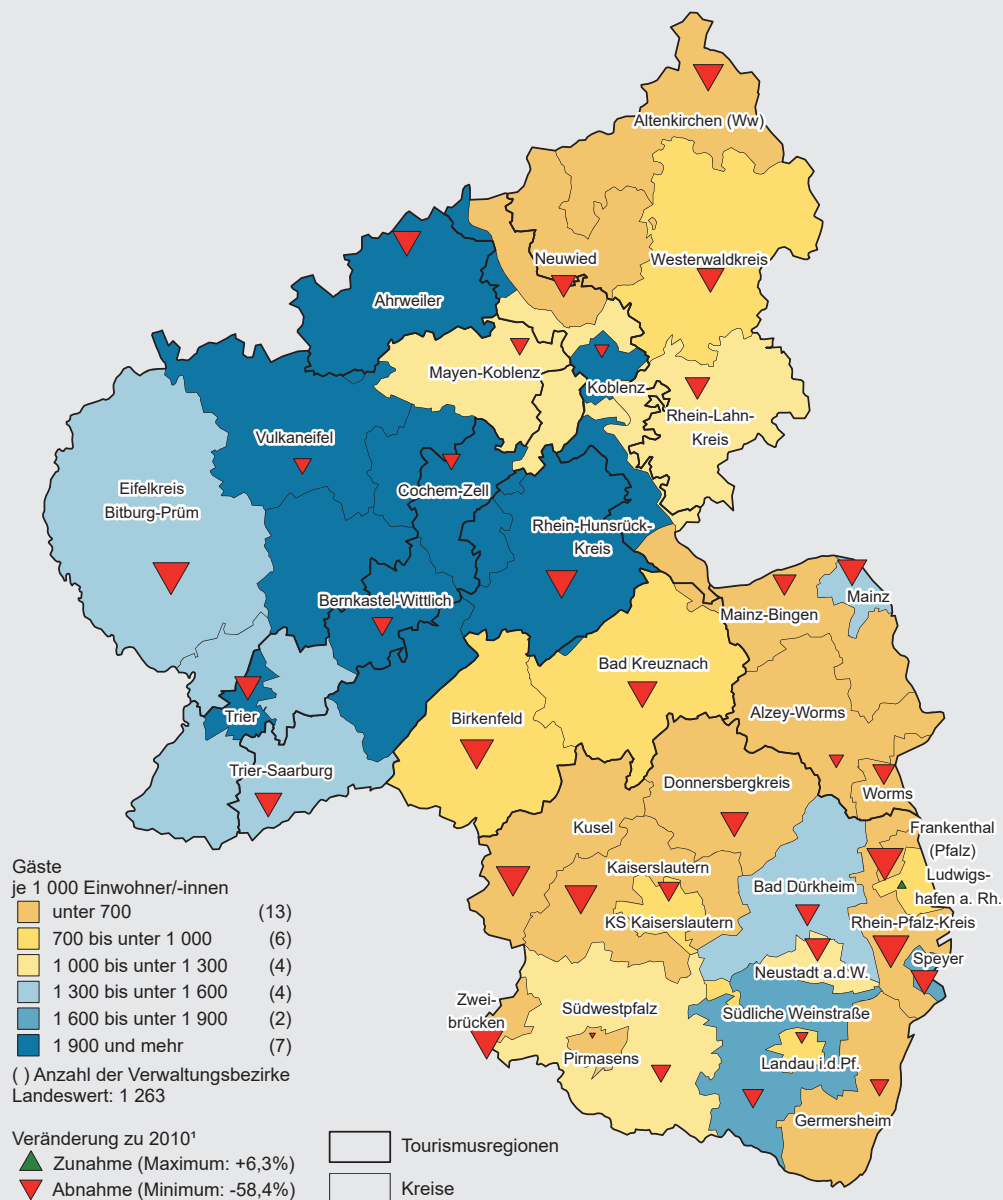 Altenkirchen (Ww)
Neuwied
Westerwaldkreis
Ahrweiler
Mayen-Koblenz
Koblenz
Rhein-Lahn-
Kreis
Vulkaneifel
Cochem-Zell
Eifelkreis
Bitburg-Prüm
Rhein-Hunsrück-
Kreis
Bernkastel-Wittlich
Mainz-Bingen
Mainz
Bad Kreuznach
Birkenfeld
Alzey-Worms
Trier
Trier-Saarburg
Donnersbergkreis
Worms
Kusel
Frankenthal
(Pfalz)
Ludwigs-
hafen a. Rh.
Kaiserslautern
Bad Dürkheim
KS Kaiserslautern
Rhein-Pfalz-Kreis
Speyer
Neustadt a.d.W.
Zwei-
brücken
Südwestpfalz
Südliche Weinstraße
Pirmasens
Landau i.d.Pf.
Germersheim
Gäste
je 1 000 Einwohner/-innen
unter 700 (13)
700 bis unter 1 000 (6)
1 000 bis unter 1 300 (4)
1 300 bis unter 1 600 (4)
1 600 bis unter 1 900 (2)
1 900 und mehr (7)
( ) Anzahl der Verwaltungsbezirke
Landeswert: 1 263
Veränderung zu 2010¹
Zunahme (Maximum: +6,3%)
Abnahme (Minimum: -58,4%)
Tourismusregionen
Kreise